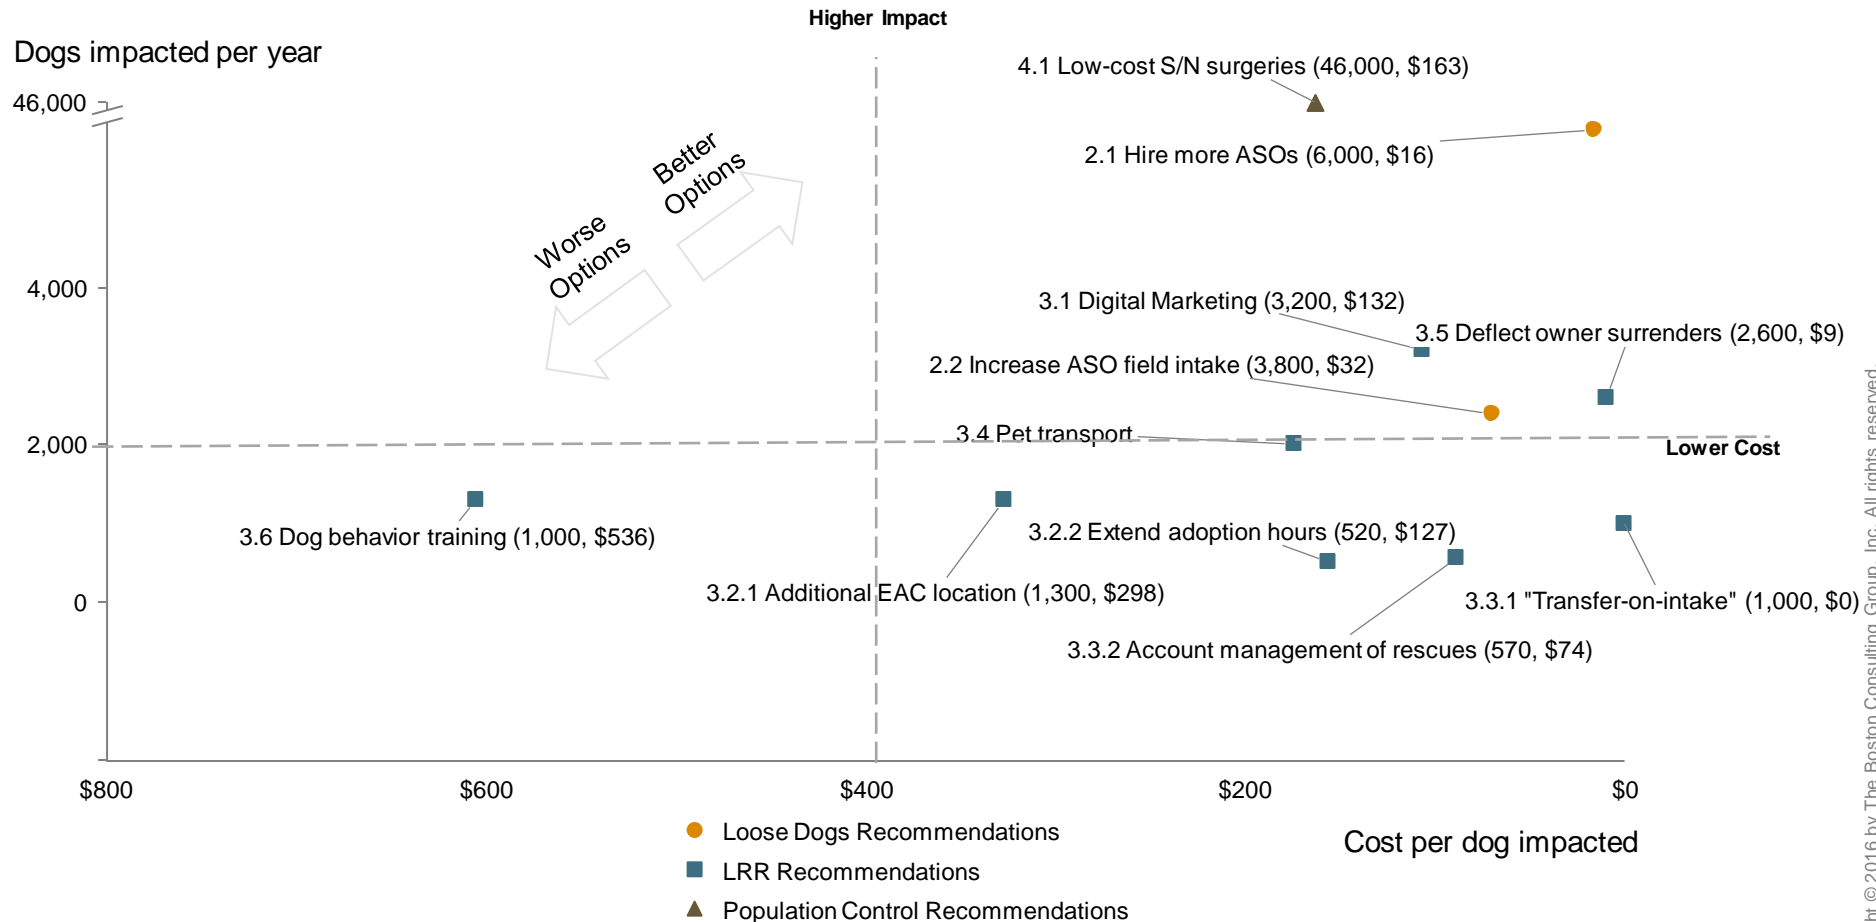 Higher Impact
Dogs impacted per year
4.1 Low-cost S/N surgeries (46,000, $163)
46,000
2.1 Hire more ASOs (6,000, $16)
Better
Options
Worse
Options
4,000
3.1 Digital Marketing (3,200, $132)
3.5 Deflect owner surrenders (2,600, $9)
2.2 Increase ASO field intake (3,800, $32)
3.4 Pet transport
2,000
Lower Cost
3.6 Dog behavior training (1,000, $536)
3.2.2 Extend adoption hours (520, $127)
3.2.1 Additional EAC location (1,300, $298)
0
3.3.1 "Transfer-on-intake" (1,000, $0)
3.3.2 Account management of rescues (570, $74)
$800
$600
$400
$200
$0
Cost per dog impacted
Loose Dogs Recommendations
LRR Recommendations
Population Control Recommendations
©2016 by The Boston Consulting Group, Inc. All rights reserved